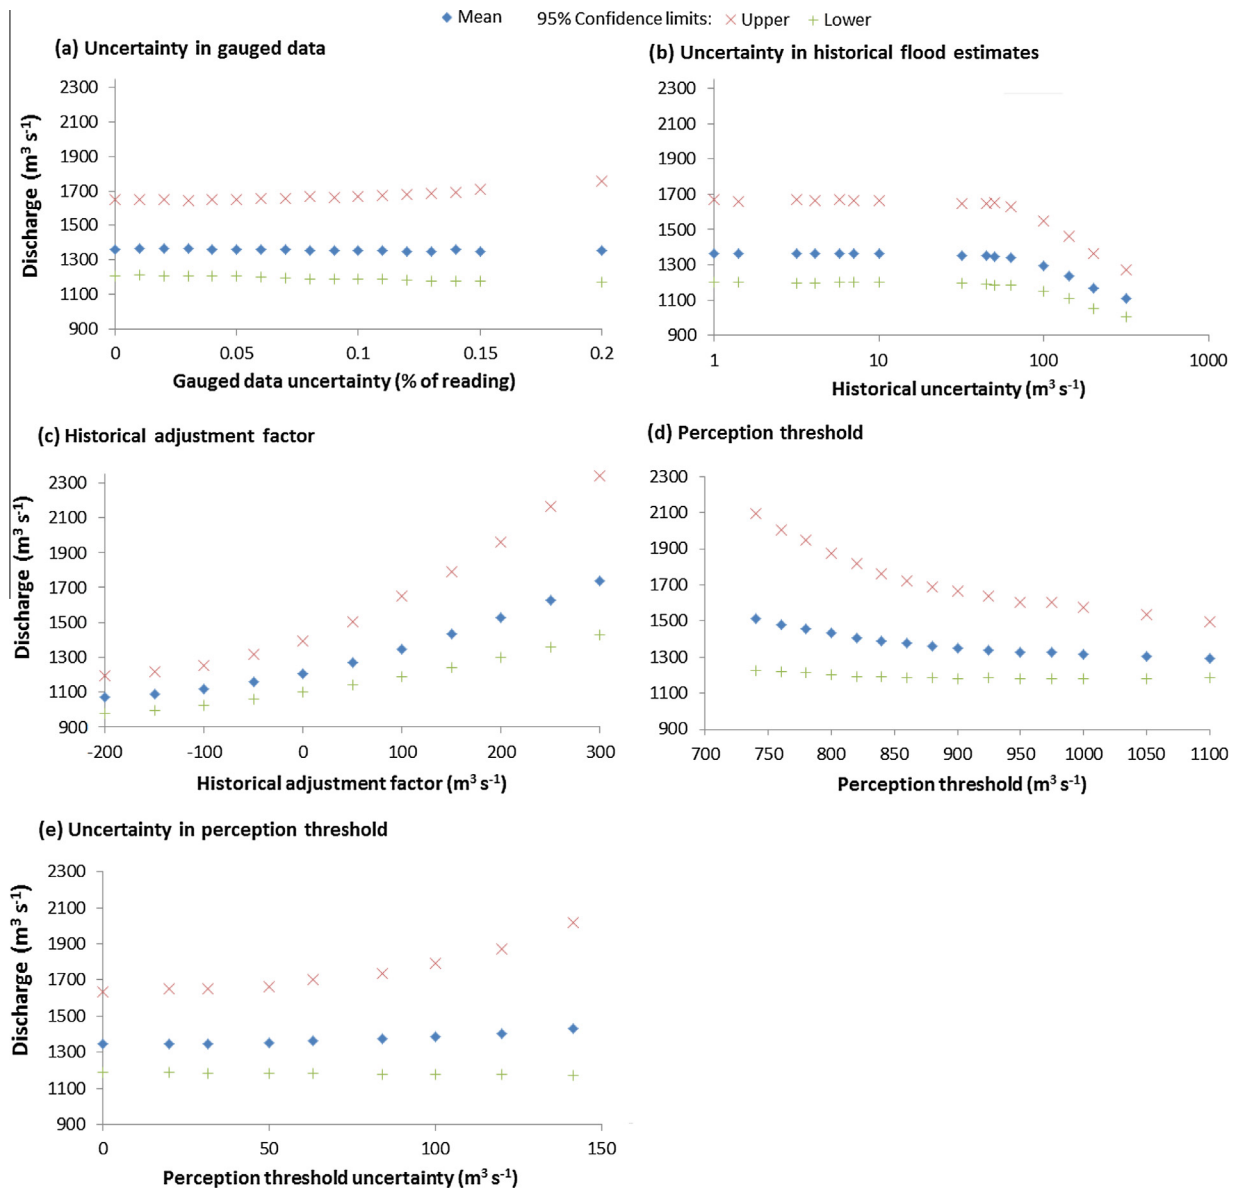 Mean 95% Confidence limits: Upper Lower
(a) Uncertainty in gauged data
2300
2100
1900
1700
1500
1300
1100
900
Discharge (m³ s⁻¹)
0 0.05 0.1 0.15 0.2
Gauged data uncertainty (% of reading)
(b) Uncertainty in historical flood estimates
2300
2100
1900
1700
1500
1300
1100
900
1 10 100 1000
Historical uncertainty (m³ s⁻¹)
(c) Historical adjustment factor
2300
2100
1900
1700
1500
1300
1100
900
Discharge (m³ s⁻¹)
-200 -100 0 100 200 300
Historical adjustment factor (m³ s⁻¹)
(d) Perception threshold
2300
2100
1900
1700
1500
1300
1100
900
700 750 800 850 900 950 1000 1050 1100
Perception threshold (m³ s⁻¹)
(e) Uncertainty in perception threshold
2300
2100
1900
1700
1500
1300
1100
900
Discharge (m³ s⁻¹)
0 50 100 150
Perception threshold uncertainty (m³ s⁻¹)